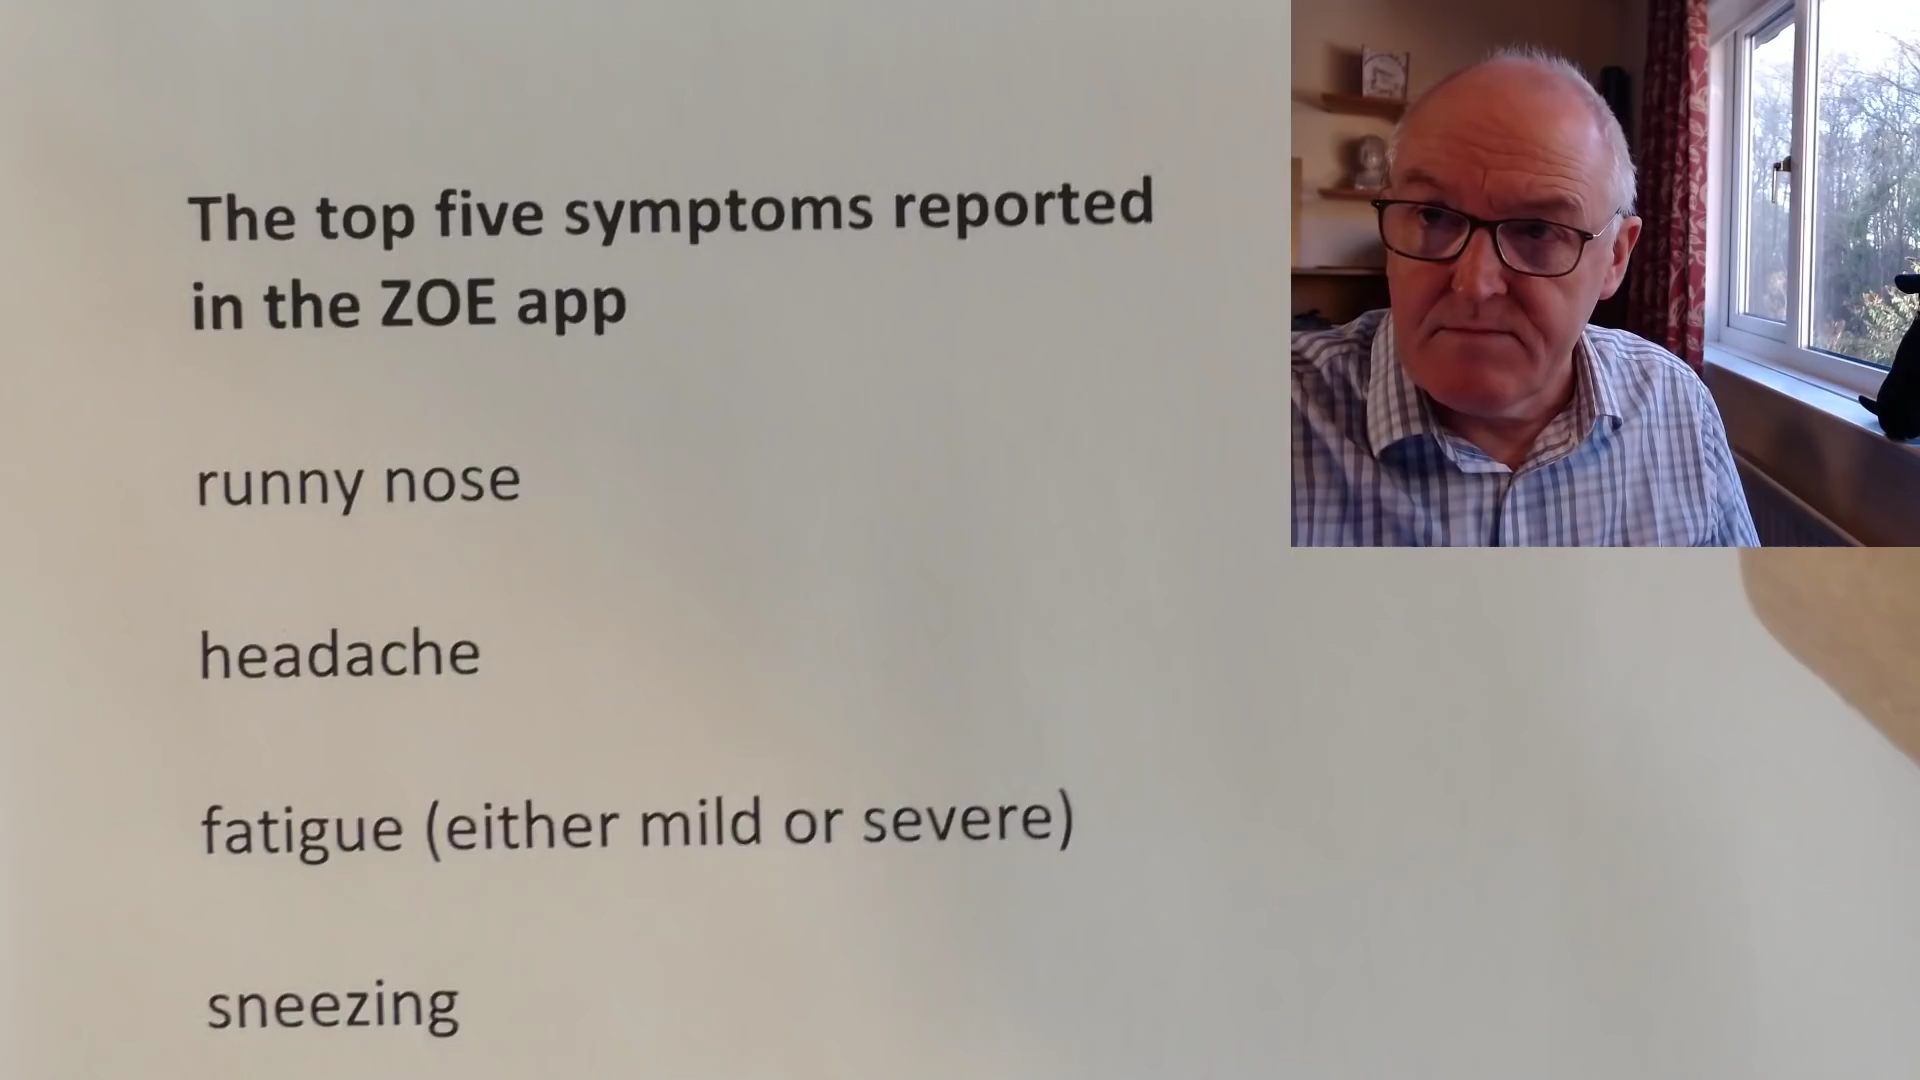 The top five symptoms reported
in the ZOE app
runny nose
headache
fatigue (either mild or severe)
sneezing